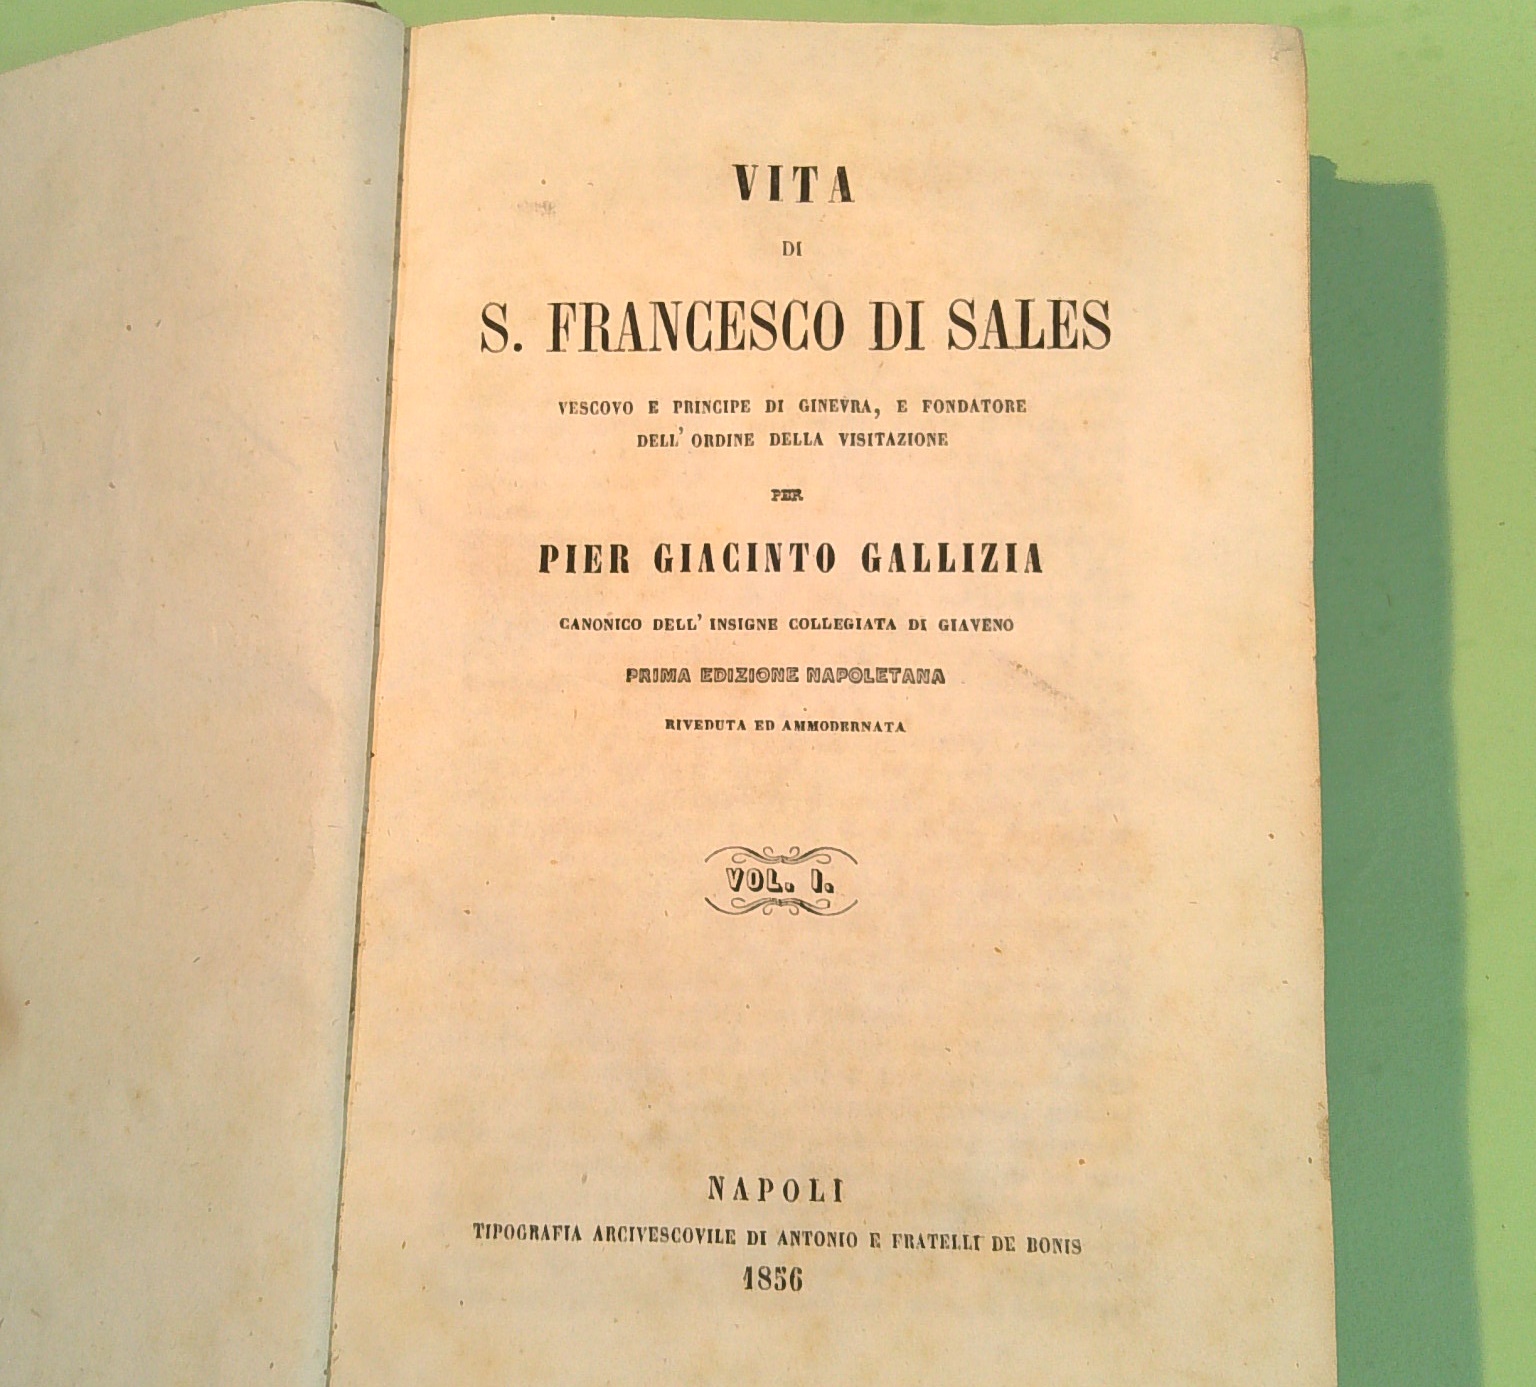 VITA
DI
S. FRANCESCO DI SALES
VESCOVO E PRINCIPE DI GINEVRA, E FONDATORE
DELL' ORDINE DELLA VISITAZIONE
PER
PIER GIACINTO GALLIZIA
CANONICO DELL' INSIGNE COLLEGIATA DI GIAVENO
PRIMA EDIZIONE NAPOLETANA
RIVEDUTA ED AMMODERNATA
VOL. I.
NAPOLI
TIPOGRAFIA ARCIVESCOVILE DI ANTONIO E FRATELLI DE BONIS
1856